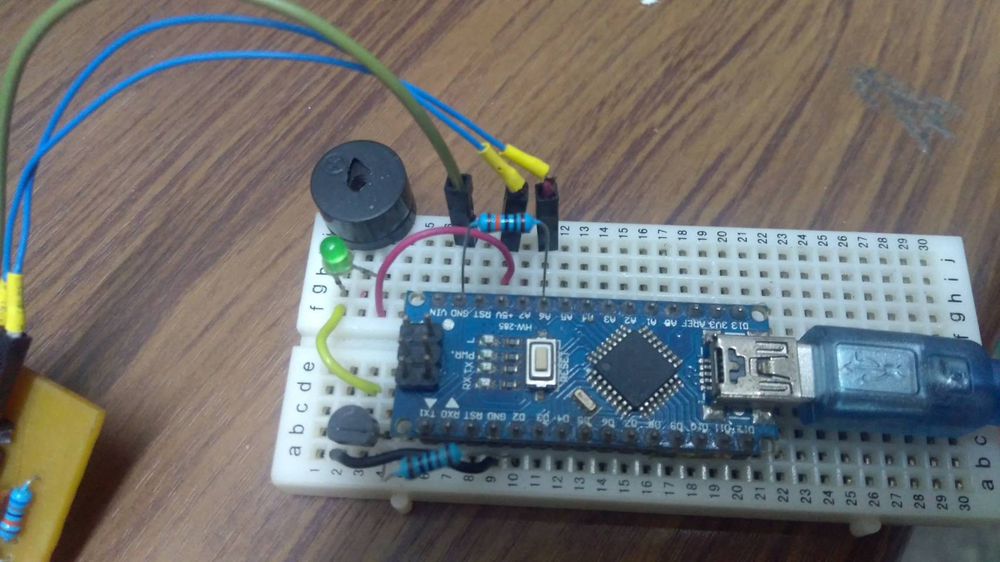 5 6 12 13 14 15 16 17 18 19 20 21 22 23 24 25 26 27 28 29 30
j i h g f
i h g f
VIN GND RST +5V A7 A6 A5 A4 A3 A2 A1 A0 AREF 3V3 D13
HW-285
L
PWR.
TX
RX
RESET
TX1 RX0 RST GND D2 D3 D4 D5 D6 D7 D8 D9 D10 D11 D12
e d c b a
c b a
1 2 3 4 6 7 8 9 10 11 12 13 14 15 16 17 18 19 20 21 22 23 24 25 26 27 28 29 30